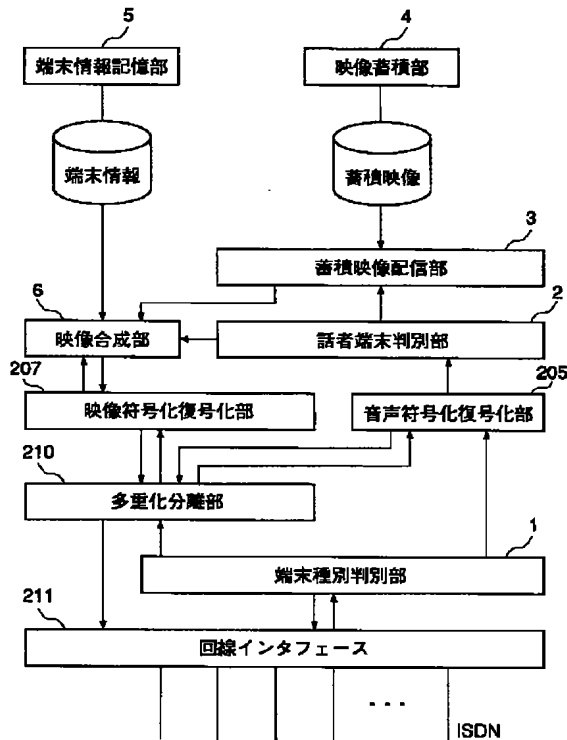 5
4
端末情報記憶部
映像蓄積部
端末情報
蓄積映像
3
蓄積映像配信部
6
2
映像合成部
話者端末判別部
207
205
映像符号化復号化部
音声符号化復号化部
210
多重化分離部
1
端末種別判別部
211
回線インタフェース
...
ISDN